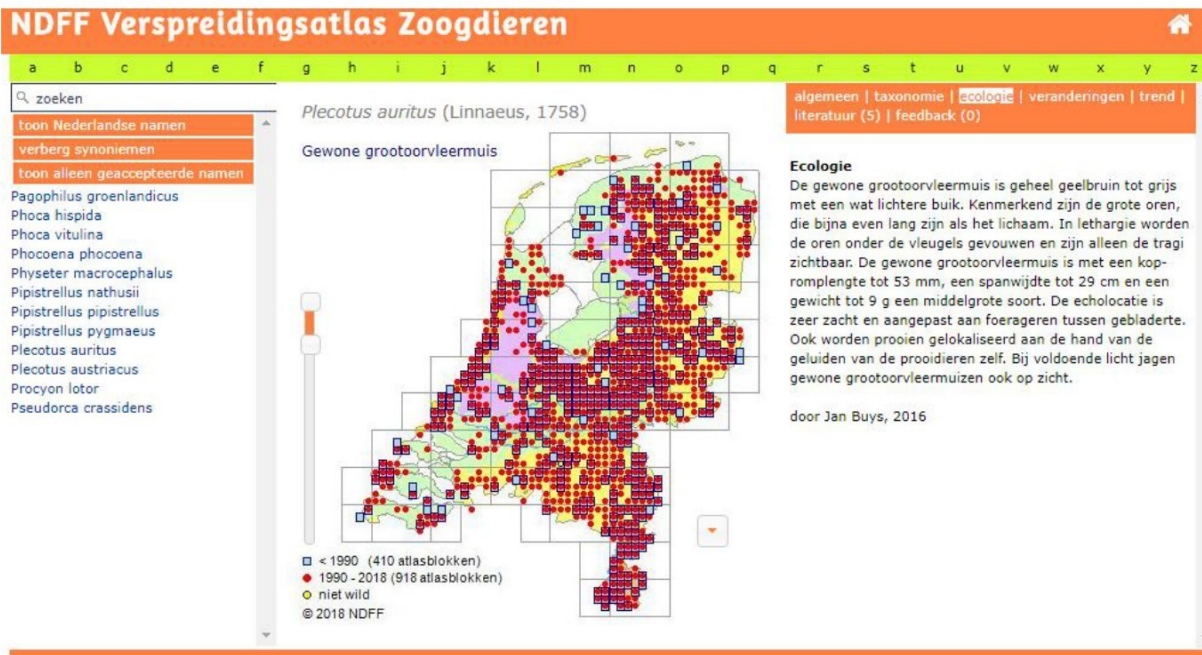 NDFF Verspreidingsatlas Zoogdieren
a b c d e f g h i j k l m n o p q r s t u v w x y z
zoeken
toon Nederlandse namen
verberg synoniemen
toon alleen geaccepteerde namen
Pagophilus groenlandicus
Phoca hispida
Phoca vitulina
Phocoena phocoena
Physeter macrocephalus
Pipistrellus nathusii
Pipistrellus pipistrellus
Pipistrellus pygmaeus
Plecotus auritus
Plecotus austriacus
Procyon lotor
Pseudorca crassidens
Plecotus auritus (Linnaeus, 1758)
Gewone grootoorvleermuis
< 1990 (410 atlasblokken)
1990 - 2018 (918 atlasblokken)
niet wild
© 2018 NDFF
algemeen | taxonomie | ecologie | veranderingen | trend |
literatuur (5) | feedback (0)
Ecologie
De gewone grootoorvleermuis is geheel geelbruin tot grijs
met een wat lichtere buik. Kenmerkend zijn de grote oren,
die bijna even lang zijn als het lichaam. In lethargie worden
de oren onder de vleugels gevouwen en zijn alleen de tragi
zichtbaar. De gewone grootoorvleermuis is met een kop-
romplengte tot 53 mm, een spanwijdte tot 29 cm en een
gewicht tot 9 g een middelgrote soort. De echolocatie is
zeer zacht en aangepast aan foerageren tussen gebladerte.
Ook worden prooien gelokaliseerd aan de hand van de
geluiden van de prooidieren zelf. Bij voldoende licht jagen
gewone grootoorvleermuizen ook op zicht.
door Jan Buys, 2016